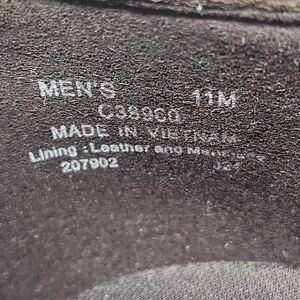 MEN'S 11M
C38960
MADE IN VIETNAM
Lining : Leather and
207902